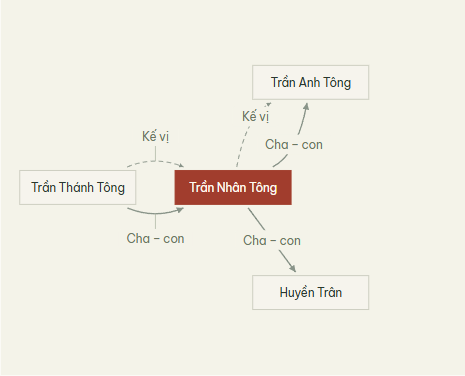 Trần Anh Tông
Kế vị
Kế vị
Cha – con
Trần Thánh Tông
Trần Nhân Tông
Cha – con
Cha – con
Huyền Trân